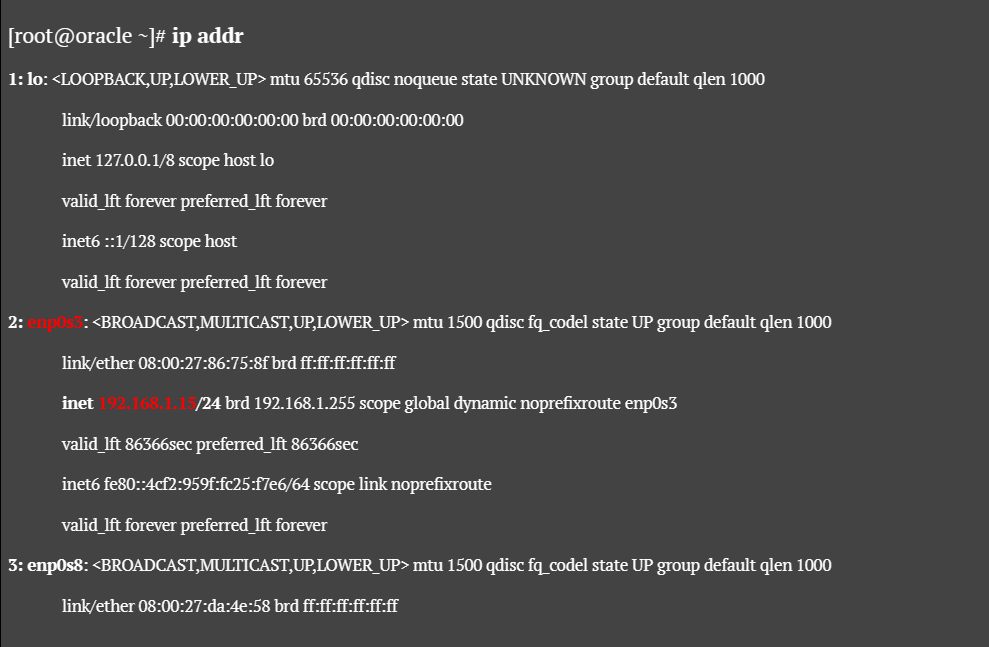 [root@oracle ~]# ip addr
1: lo: <LOOPBACK,UP,LOWER_UP> mtu 65536 qdisc noqueue state UNKNOWN group default qlen 1000
link/loopback 00:00:00:00:00:00 brd 00:00:00:00:00:00
inet 127.0.0.1/8 scope host lo
valid_lft forever preferred_lft forever
inet6 ::1/128 scope host
valid_lft forever preferred_lft forever
2: enp0s3: <BROADCAST,MULTICAST,UP,LOWER_UP> mtu 1500 qdisc fq_codel state UP group default qlen 1000
link/ether 08:00:27:86:75:8f brd ff:ff:ff:ff:ff:ff
inet 192.168.1.15/24 brd 192.168.1.255 scope global dynamic noprefixroute enp0s3
valid_lft 86366sec preferred_lft 86366sec
inet6 fe80::4cf2:959f:fc25:f7e6/64 scope link noprefixroute
valid_lft forever preferred_lft forever
3: enp0s8: <BROADCAST,MULTICAST,UP,LOWER_UP> mtu 1500 qdisc fq_codel state UP group default qlen 1000
link/ether 08:00:27:da:4e:58 brd ff:ff:ff:ff:ff:ff